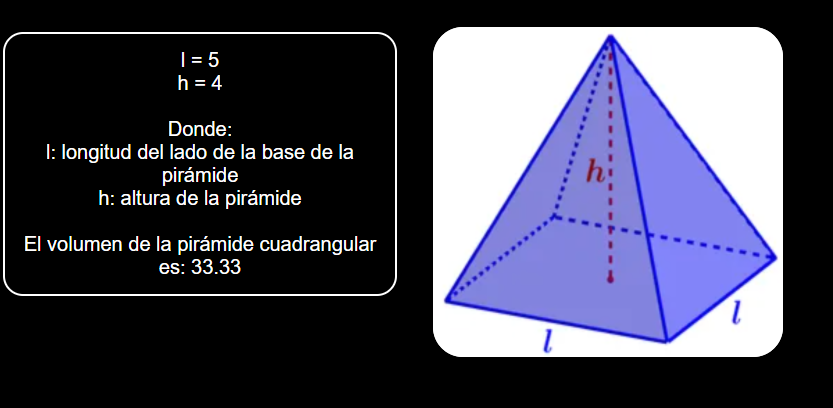 l = 5
h = 4
Donde:
l: longitud del lado de la base de la
pirámide
h: altura de la pirámide
El volumen de la pirámide cuadrangular
es: 33.33
h
l
l